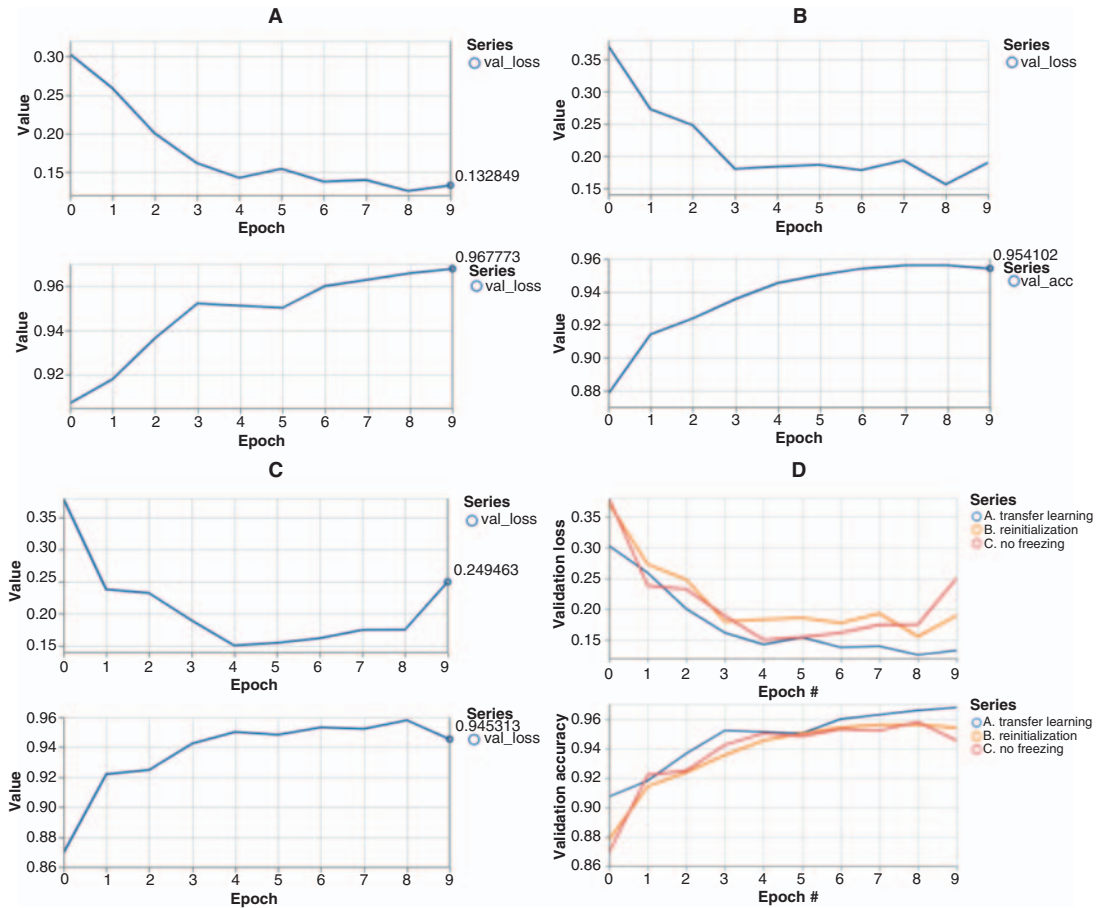 A
Series
val_loss
Value
0.30
0.25
0.20
0.15
0.132849
0 1 2 3 4 5 6 7 8 9
Epoch
0.967773
Series
val_loss
Value
0.96
0.94
0.92
0 1 2 3 4 5 6 7 8 9
Epoch
B
Series
val_loss
Value
0.35
0.30
0.25
0.20
0.15
0 1 2 3 4 5 6 7 8 9
Epoch
0.954102
Series
val_acc
Value
0.96
0.94
0.92
0.90
0.88
0 1 2 3 4 5 6 7 8 9
Epoch
C
Series
val_loss
Value
0.35
0.30
0.25
0.20
0.15
0.249463
0 1 2 3 4 5 6 7 8 9
Epoch
Series
0.945313
val_loss
Value
0.96
0.94
0.92
0.90
0.88
0.86
0 1 2 3 4 5 6 7 8 9
Epoch
D
Series
A. transfer learning
B. reinitialization
C. no freezing
Validation loss
0.35
0.30
0.25
0.20
0.15
0 1 2 3 4 5 6 7 8 9
Epoch #
Series
A. transfer learning
B. reinitialization
C. no freezing
Validation accuracy
0.96
0.94
0.92
0.90
0.88
0.86
0 1 2 3 4 5 6 7 8 9
Epoch #